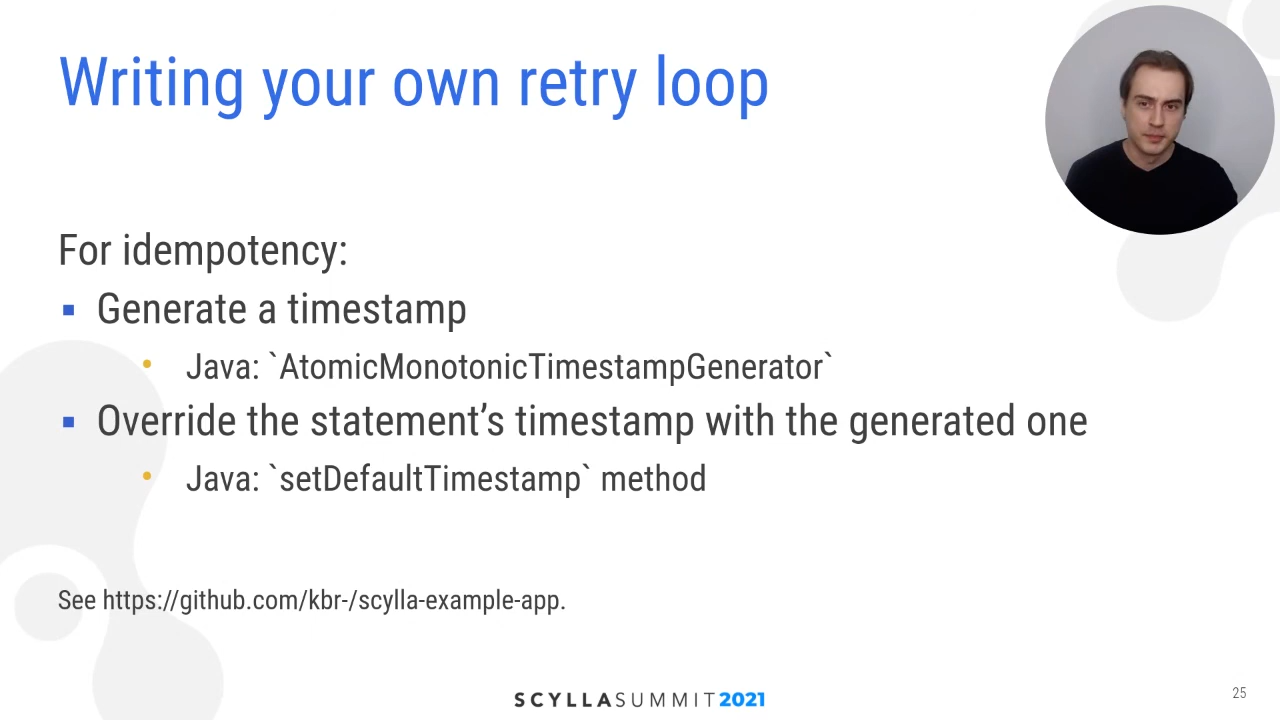 Writing your own retry loop
For idempotency:
▪ Generate a timestamp
• Java: `AtomicMonotonicTimestampGenerator`
▪ Override the statement’s timestamp with the generated one
• Java: `setDefaultTimestamp` method
See https://github.com/kbr-/scylla-example-app.
SCYLLASUMMIT2021
25